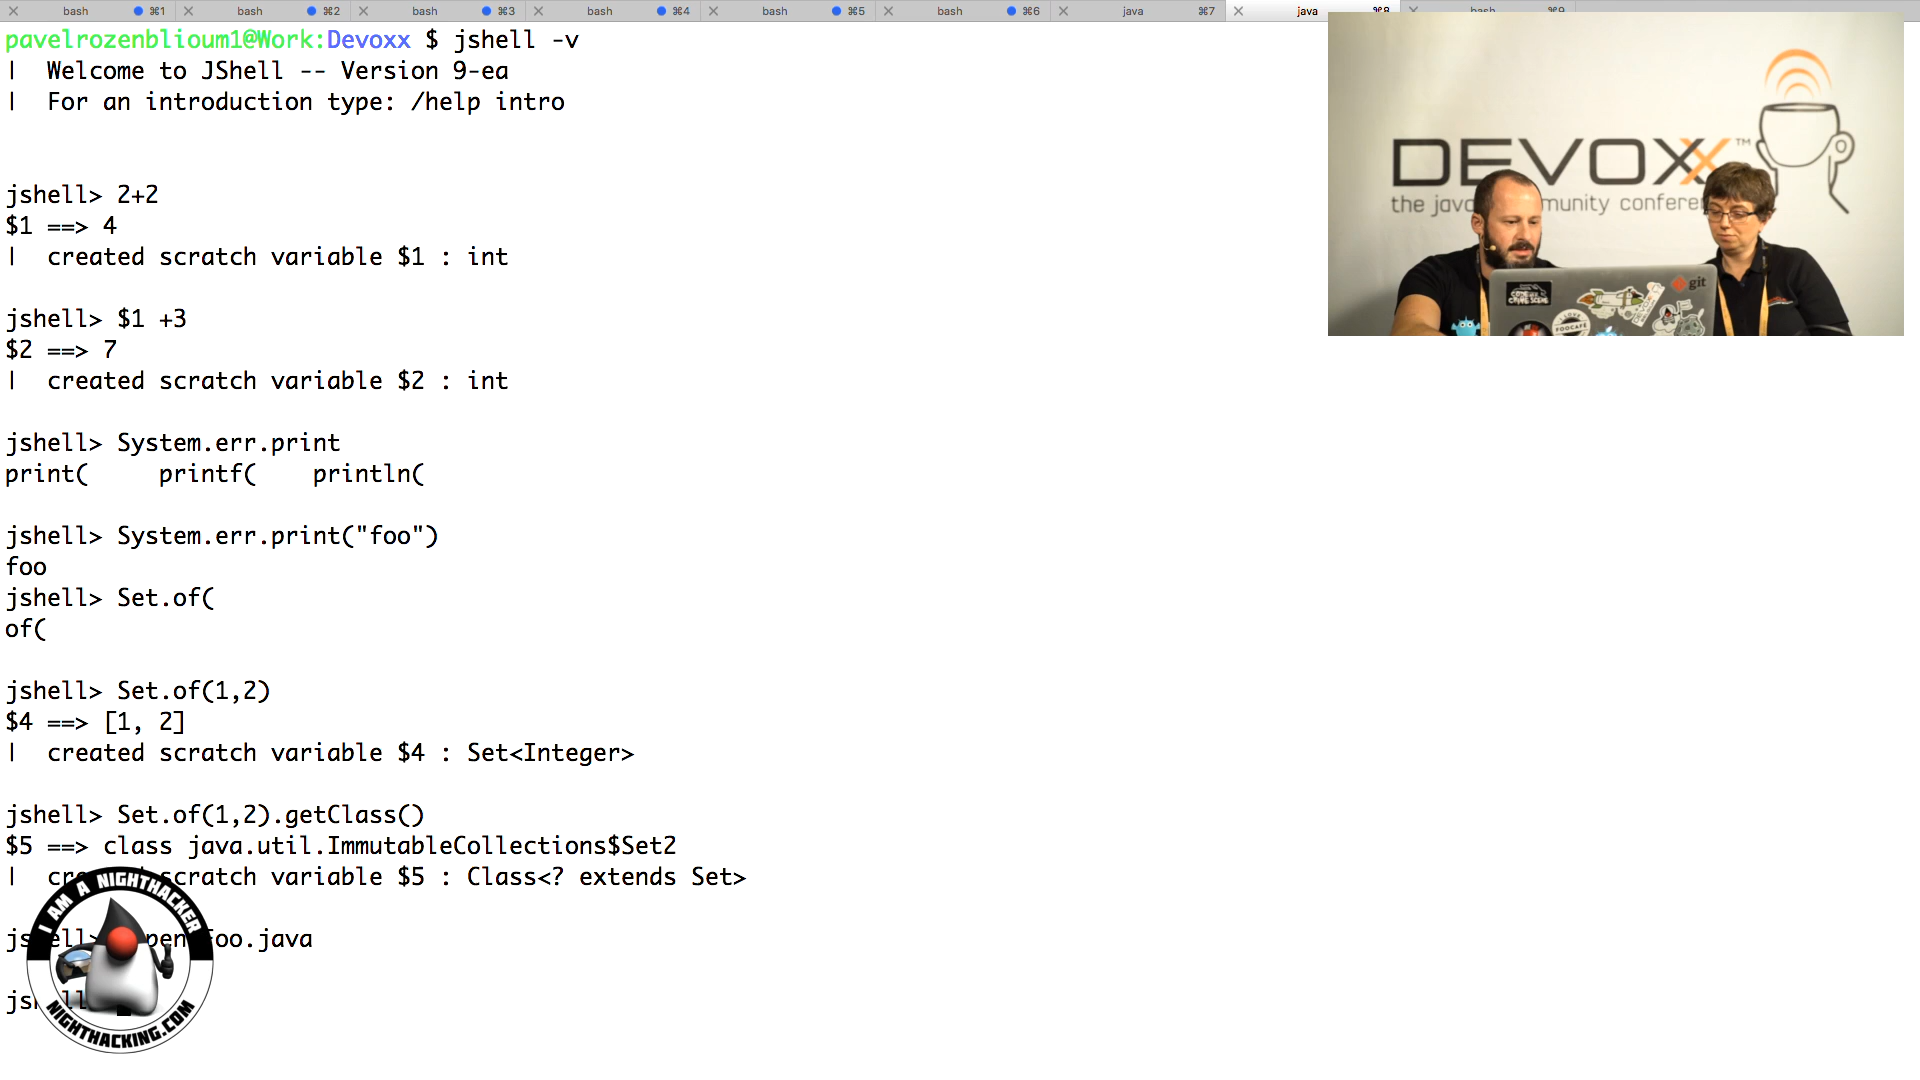 bash ⌘1 bash ⌘2 bash ⌘3 bash ⌘4 bash ⌘5 bash ⌘6 java ⌘7 java ⌘8 bash ⌘9
pavelrozenblioum1@Work:Devoxx $ jshell -v
| Welcome to JShell -- Version 9-ea
| For an introduction type: /help intro
jshell> 2+2
$1 ==> 4
| created scratch variable $1 : int
jshell> $1 +3
$2 ==> 7
| created scratch variable $2 : int
jshell> System.err.print
print( printf( println(
jshell> System.err.print("foo")
foo
jshell> Set.of(
of(
jshell> Set.of(1,2)
$4 ==> [1, 2]
| created scratch variable $4 : Set<Integer>
jshell> Set.of(1,2).getClass()
$5 ==> class java.util.ImmutableCollections$Set2
| scratch variable $5 : Class<? extends Set>
oo.java
DEVOXX™
the java munity confere
git
I AM A NIGHTHACKER
NIGHTHACKING.COM